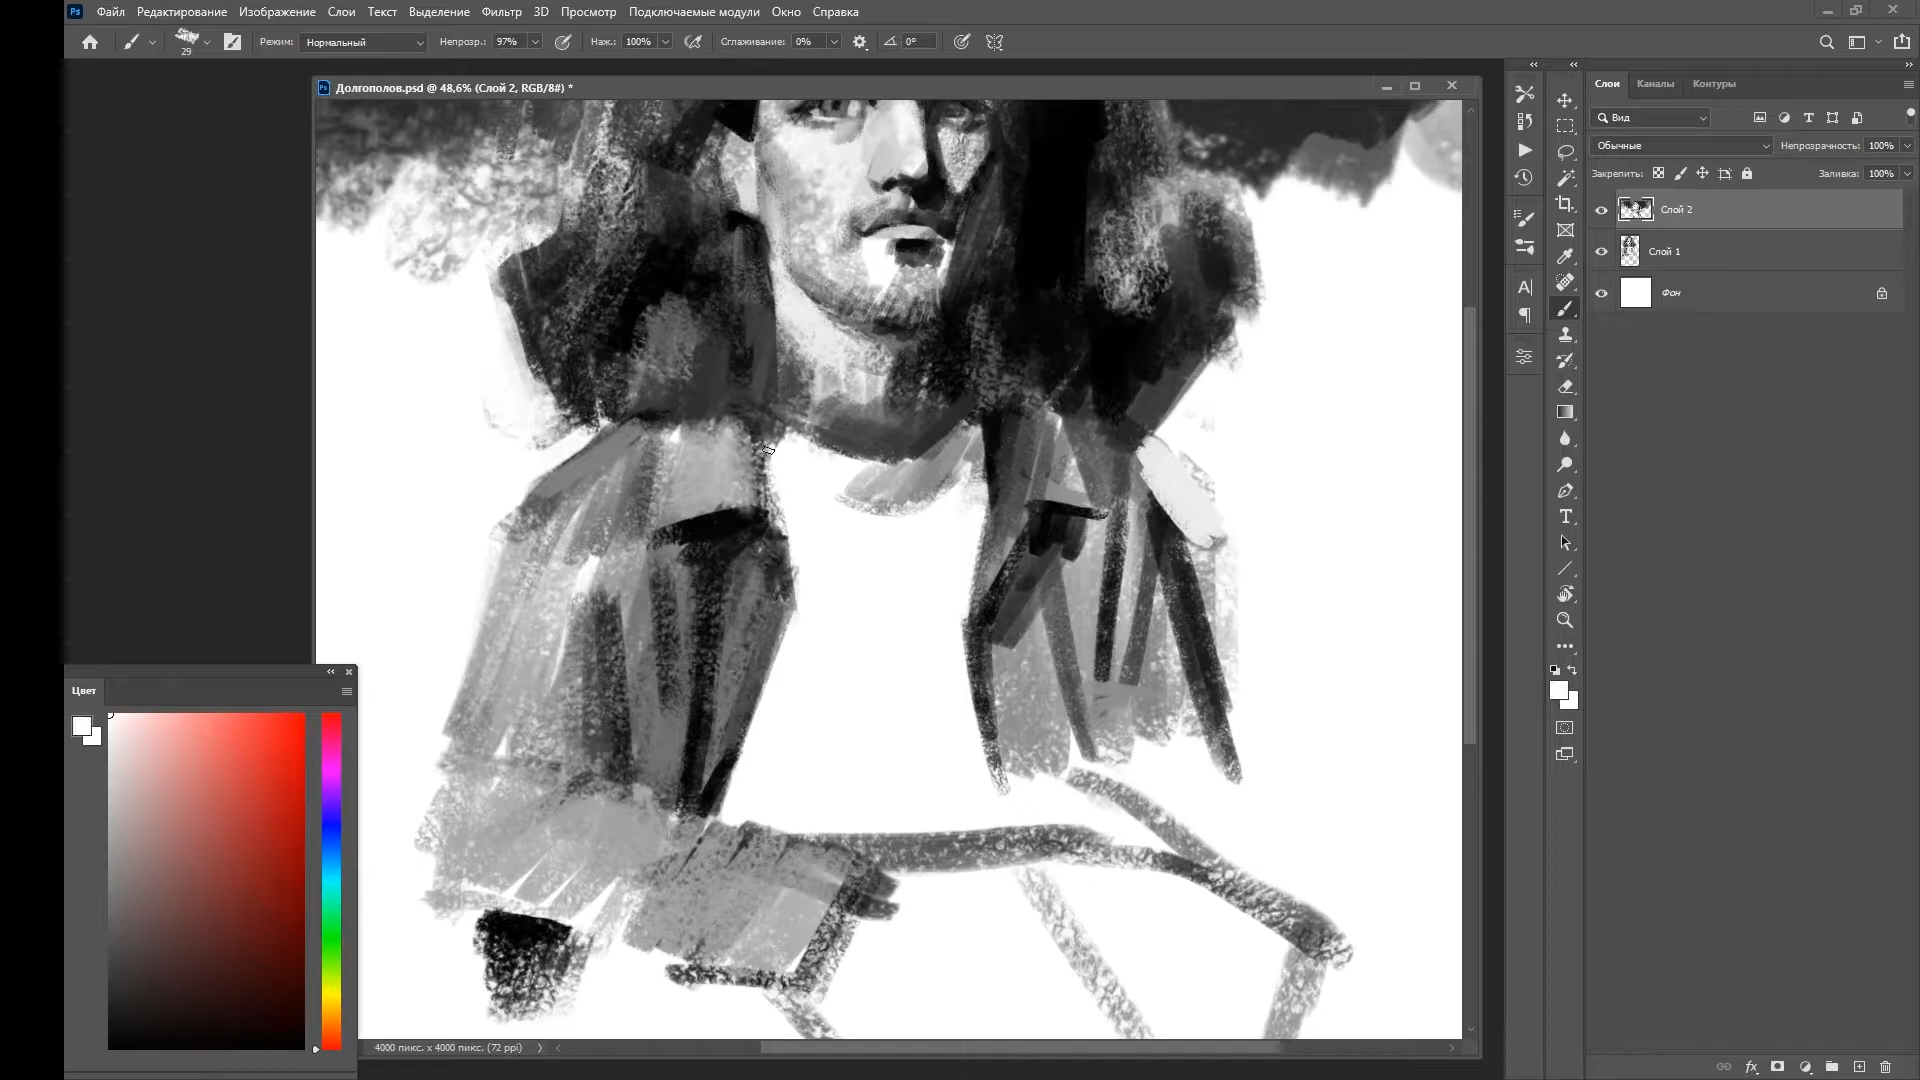 Ps Файл Редактирование Изображение Слои Текст Выделение Фильтр 3D Просмотр Подключаемые модули Окно Справка
29 Режим: Нормальный Непрозр.: 97% Наж.: 100% Сглаживание: 0% 0°
Ps Долгополов.psd @ 48,6% (Слой 2, RGB/8#) *
Слои Каналы Контуры
Вид
Обычные Непрозрачность: 100%
Закрепить: Заливка: 100%
Слой 2
Слой 1
Фон
Цвет
4000 пикс. x 4000 пикс. (72 ppi)